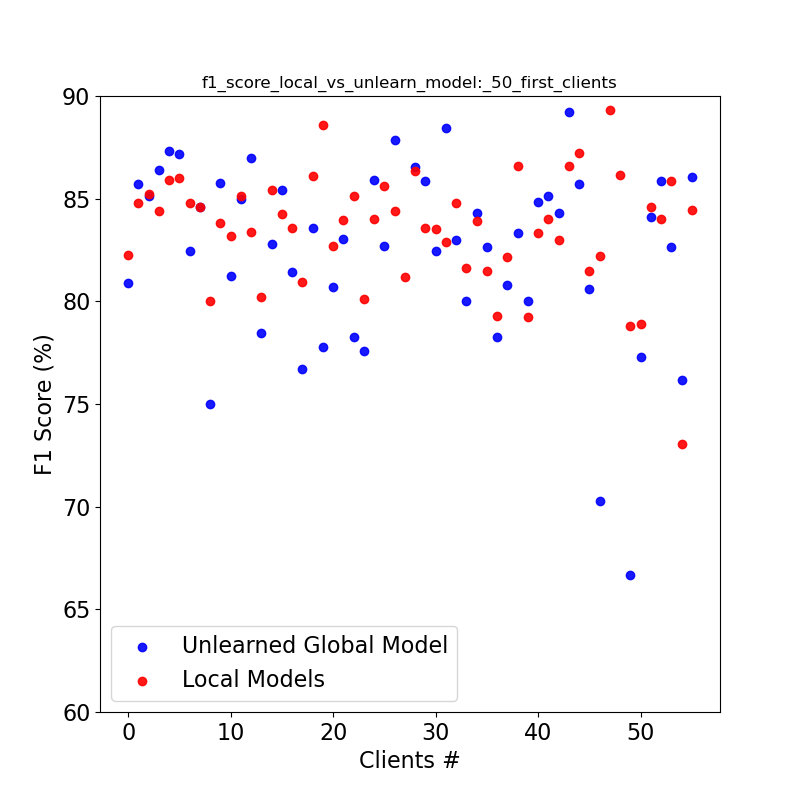 f1_score_local_vs_unlearn_model:_50_first_clients
90
85
80
75
70
65
60
F1 Score (%)
Unlearned Global Model
Local Models
0 10 20 30 40 50
Clients #